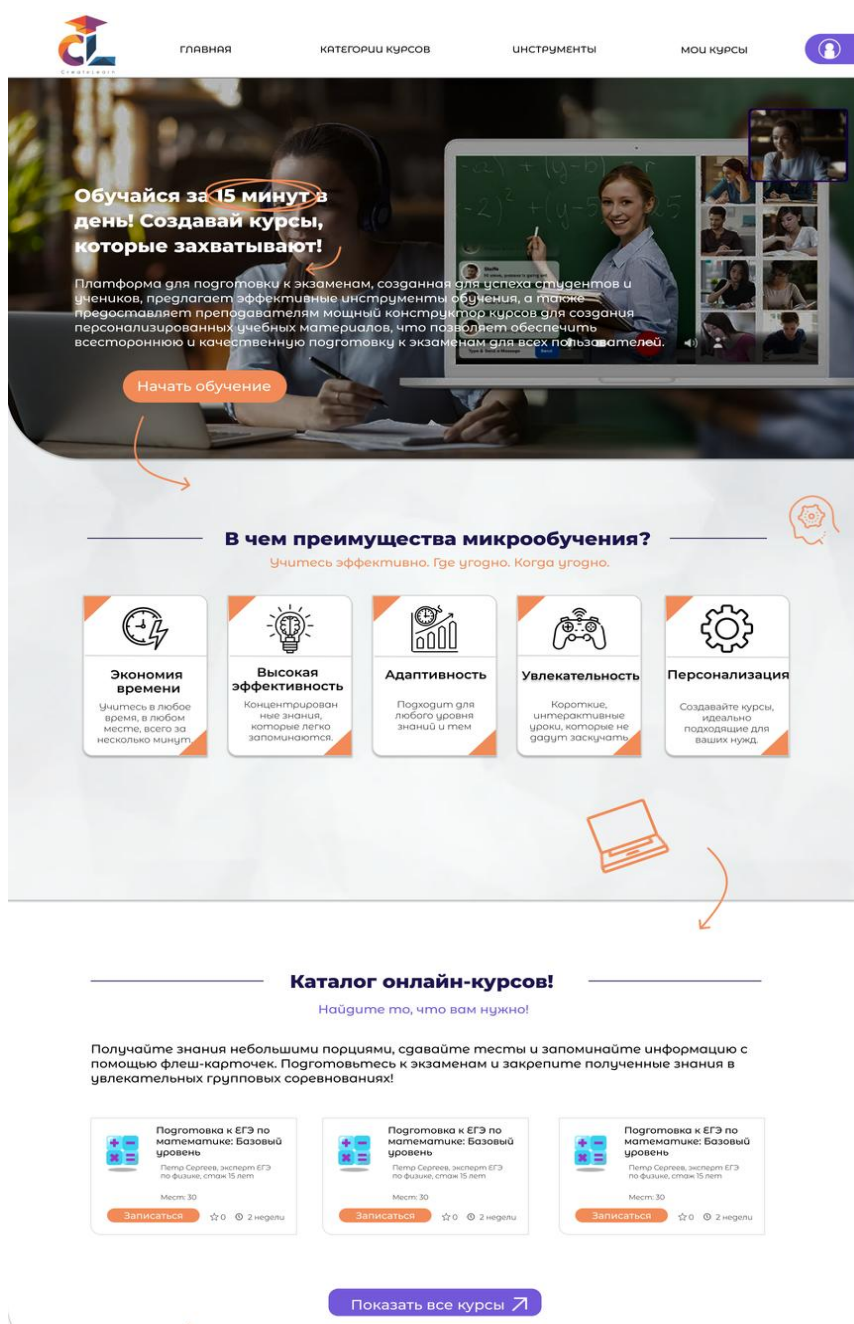 CreateLearn
ГЛАВНАЯ
КАТЕГОРИИ КУРСОВ
ИНСТРУМЕНТЫ
МОИ КУРСЫ
Обучайся за 15 минут в
день! Создавай курсы,
которые захватывают!
Платформа для подготовки к экзаменам, созданная для успеха студентов и
учеников, предлагает эффективные инструменты обучения, а также
предоставляет преподавателям мощный конструктор курсов для создания
персонализированных учебных материалов, что позволяет обеспечить
всестороннюю и качественную подготовку к экзаменам для всех пользователей.
Type & Send a Message
Send
Начать обучение
В чем преимущества микрообучения?
Учитесь эффективно. Где угодно. Когда угодно.
Экономия
времени
Учитесь в любое
время, в любом
месте, всего за
несколько минут.
Высокая
эффективность
Концентрирован
ные знания,
которые легко
запоминаются.
Адаптивность
Подходит для
любого уровня
знаний и тем
Увлекательность
Короткие,
интерактивные
уроки, которые не
дадут заскучать
Персонализация
Создавайте курсы,
идеально
подходящие для
ваших нужд.
Каталог онлайн-курсов!
Найдите то, что вам нужно!
Получайте знания небольшими порциями, сдавайте тесты и запоминайте информацию с
помощью флеш-карточек. Подготовьтесь к экзаменам и закрепите полученные знания в
увлекательных групповых соревнованиях!
Подготовка к ЕГЭ по
математике: Базовый
уровень
Петр Сергеев, эксперт ЕГЭ
по физике, стаж 15 лет
Мест: 30
Записаться
0
2 недели
Подготовка к ЕГЭ по
математике: Базовый
уровень
Петр Сергеев, эксперт ЕГЭ
по физике, стаж 15 лет
Мест: 30
Записаться
0
2 недели
Подготовка к ЕГЭ по
математике: Базовый
уровень
Петр Сергеев, эксперт ЕГЭ
по физике, стаж 15 лет
Мест: 30
Записаться
0
2 недели
Показать все курсы